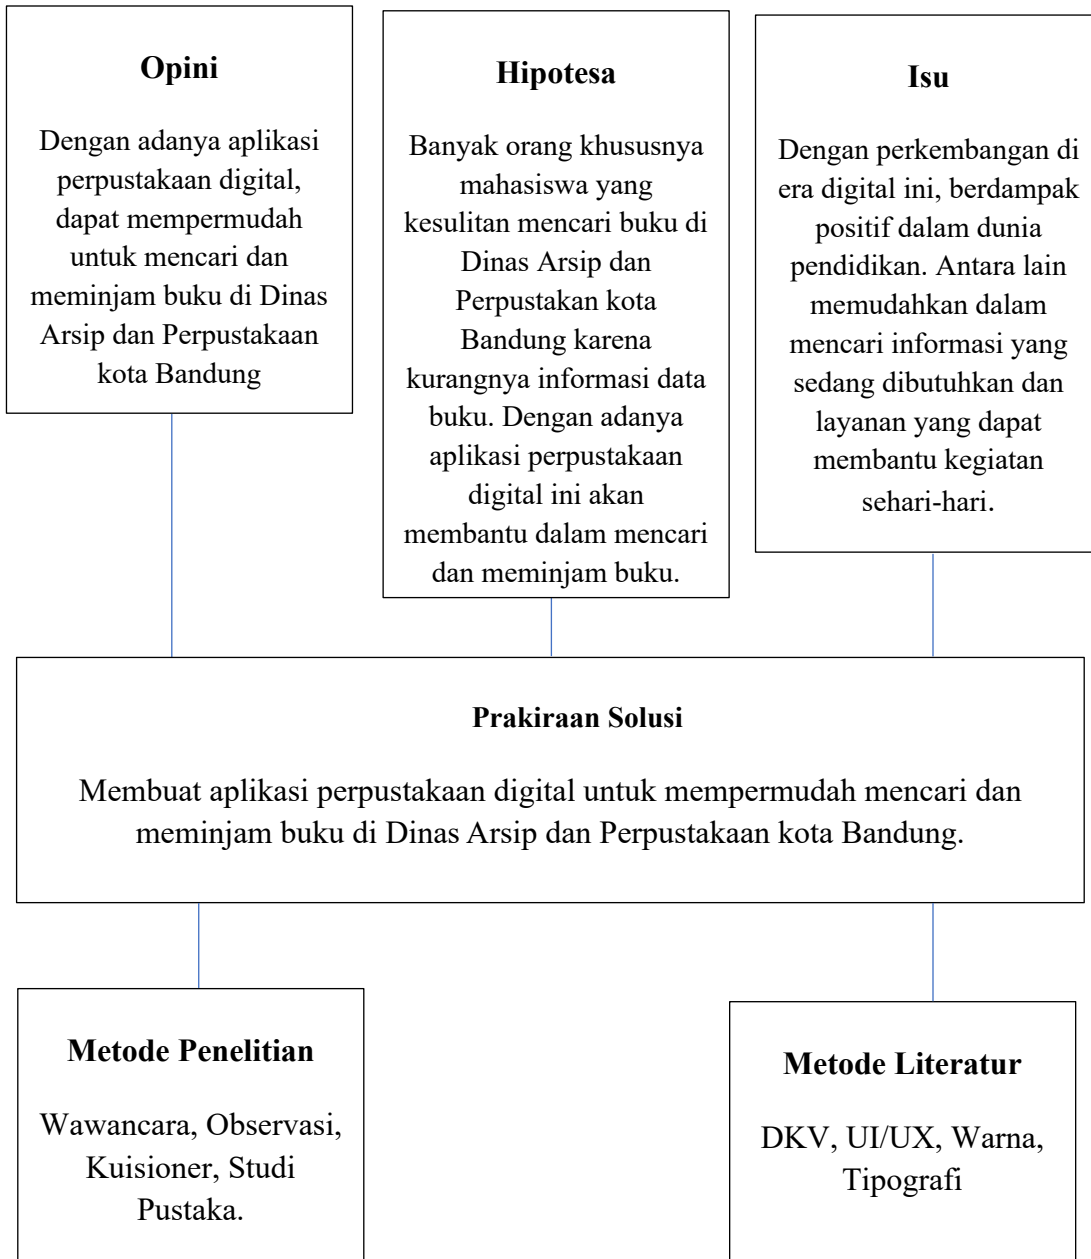 Opini
Dengan adanya aplikasi
perpustakaan digital,
dapat mempermudah
untuk mencari dan
meminjam buku di Dinas
Arsip dan Perpustakaan
kota Bandung
Hipotesa
Banyak orang khususnya
mahasiswa yang
kesulitan mencari buku di
Dinas Arsip dan
Perpustakan kota
Bandung karena
kurangnya informasi data
buku. Dengan adanya
aplikasi perpustakaan
digital ini akan
membantu dalam mencari
dan meminjam buku.
Isu
Dengan perkembangan di
era digital ini, berdampak
positif dalam dunia
pendidikan. Antara lain
memudahkan dalam
mencari informasi yang
sedang dibutuhkan dan
layanan yang dapat
membantu kegiatan
sehari-hari.
Prakiraan Solusi
Membuat aplikasi perpustakaan digital untuk mempermudah mencari dan
meminjam buku di Dinas Arsip dan Perpustakaan kota Bandung.
Metode Penelitian
Wawancara, Observasi,
Kuisioner, Studi
Pustaka.
Metode Literatur
DKV, UI/UX, Warna,
Tipografi